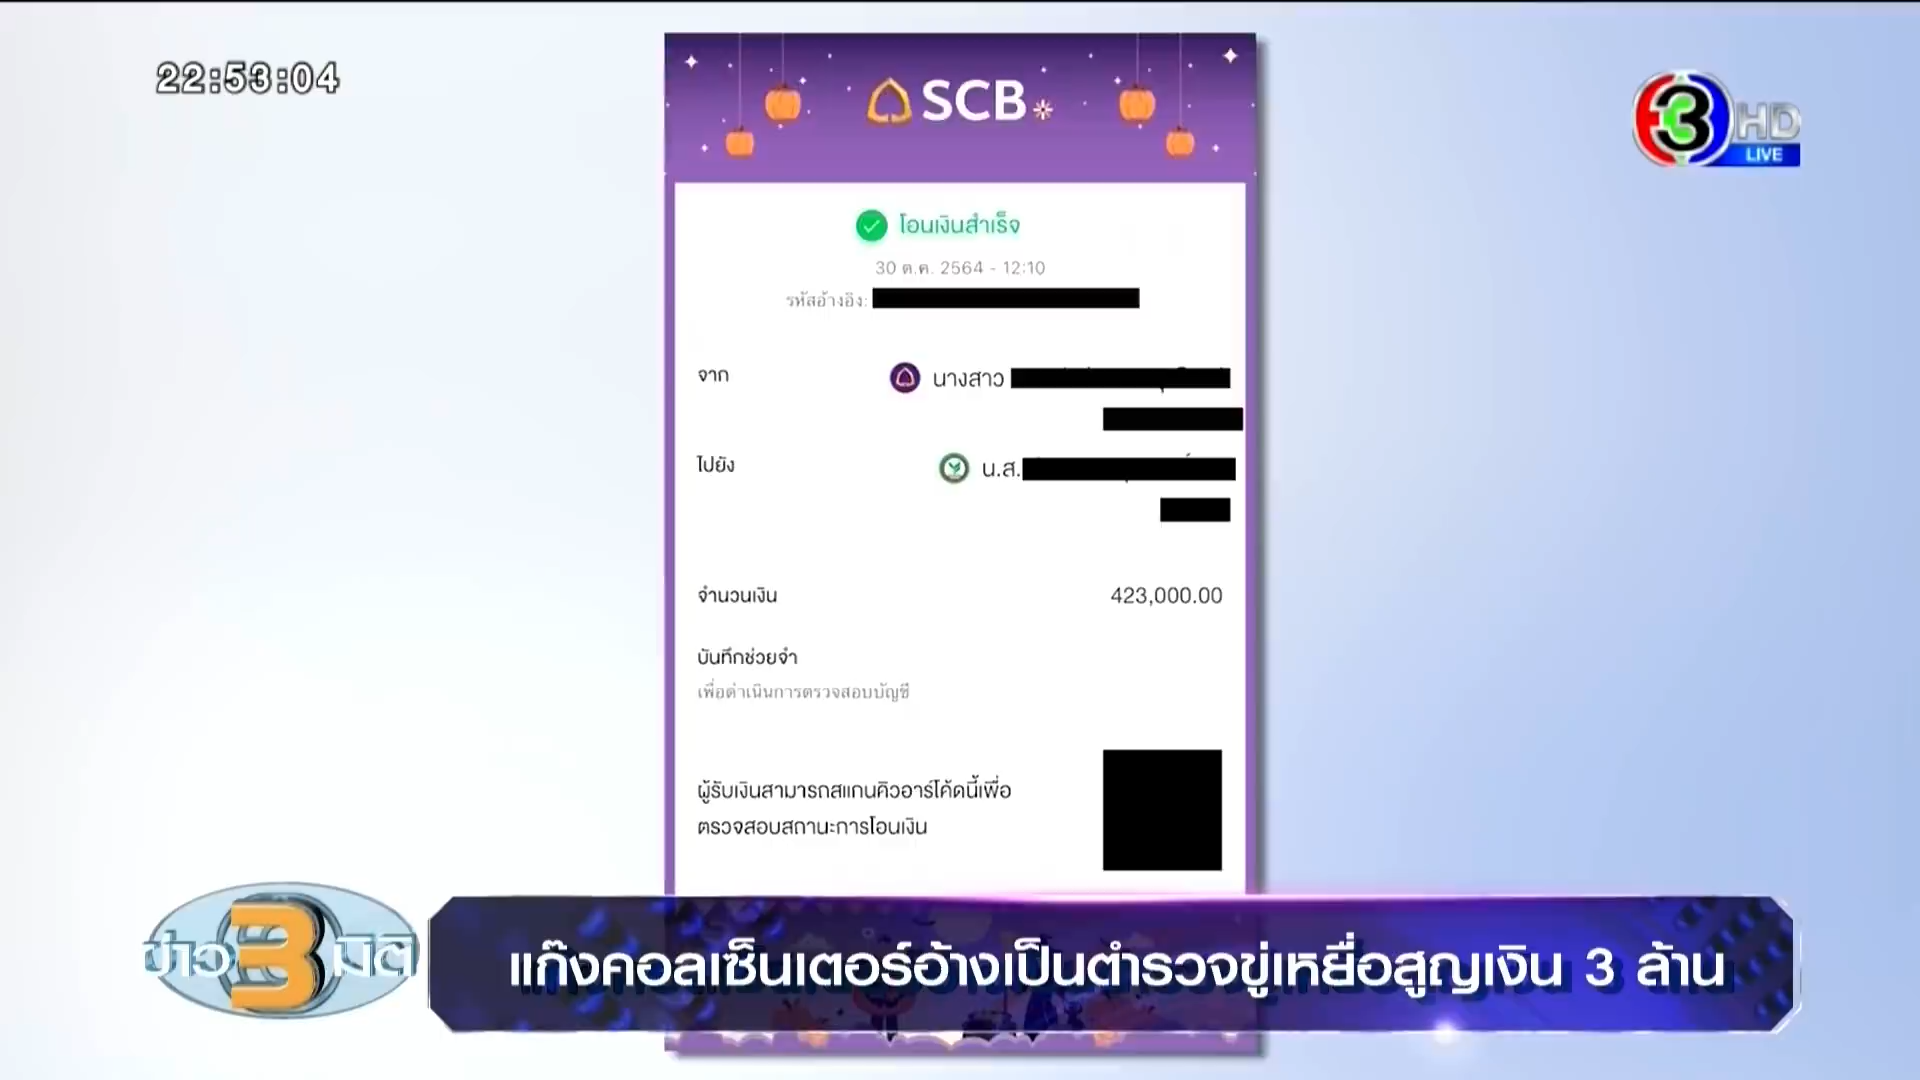 22:53:04
SCB
3HD
LIVE
โอนเงินสำเร็จ
30 ต.ค. 2564 - 12:10
รหัสอ้างอิง:
จาก
นางสาว
ไปยัง
น.ส.
จำนวนเงิน
423,000.00
บันทึกช่วยจำ
เพื่อดำเนินการตรวจสอบบัญชี
ผู้รับเงินสามารถสแกนคิวอาร์โค้ดนี้เพื่อ
ตรวจสอบสถานะการโอนเงิน
ข่าว3มิติ
แก๊งคอลเซ็นเตอร์อ้างเป็นตำรวจขู่เหยื่อสูญเงิน 3 ล้าน